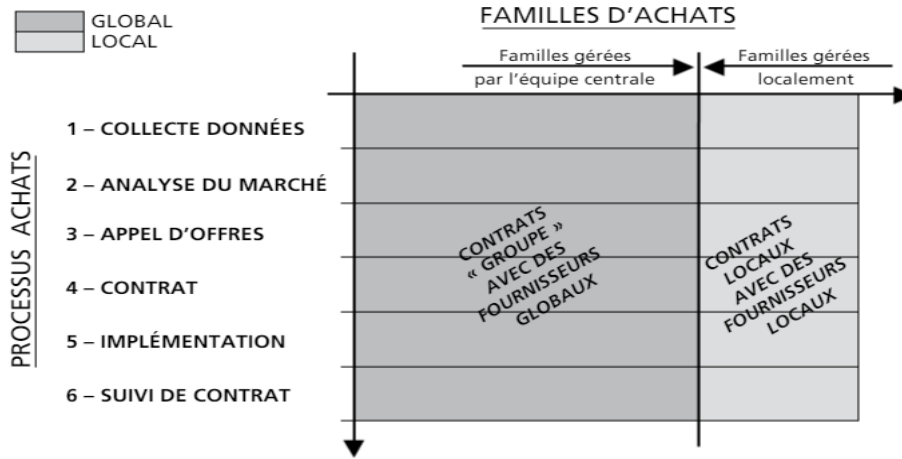 GLOBAL
LOCAL
FAMILLES D’ACHATS
Familles gérées
par l’équipe centrale
Familles gérées
localement
PROCESSUS ACHATS
1 – COLLECTE DONNÉES
2 – ANALYSE DU MARCHÉ
3 – APPEL D’OFFRES
4 – CONTRAT
5 – IMPLÉMENTATION
6 – SUIVI DE CONTRAT
CONTRATS
« GROUPE »
AVEC DES
FOURNISSEURS
GLOBAUX
CONTRATS
LOCAUX
AVEC DES
FOURNISSEURS
LOCAUX